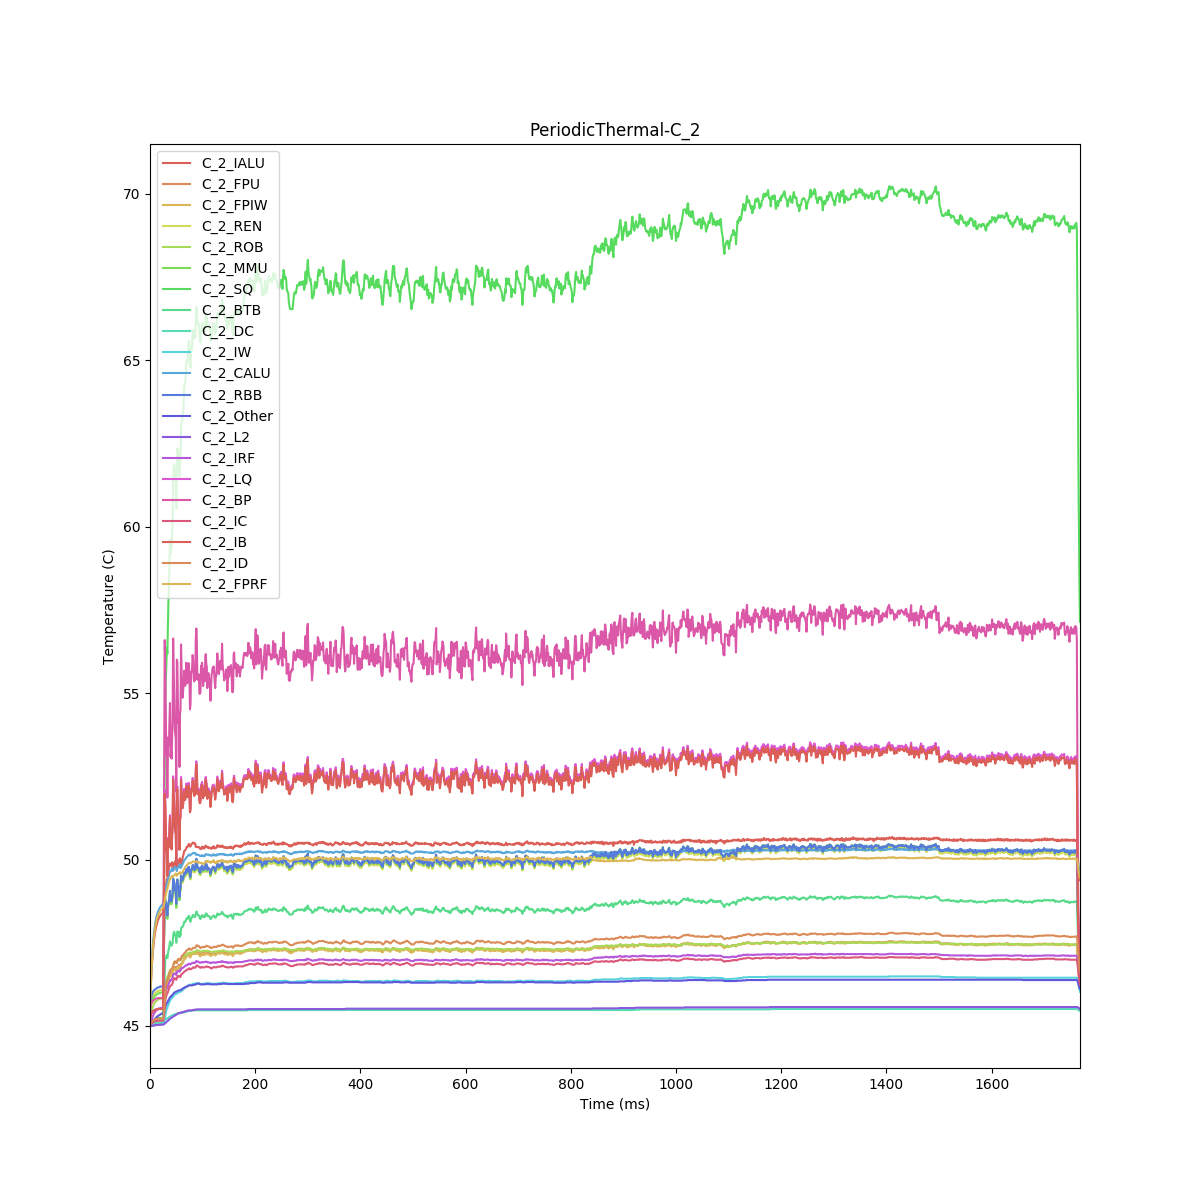 PeriodicThermal-C_2
C_2_IALU
C_2_FPU
C_2_FPIW
C_2_REN
C_2_ROB
C_2_MMU
C_2_SQ
C_2_BTB
C_2_DC
C_2_IW
C_2_CALU
C_2_RBB
C_2_Other
C_2_L2
C_2_IRF
C_2_LQ
C_2_BP
C_2_IC
C_2_IB
C_2_ID
C_2_FPRF
70
65
60
55
50
45
Temperature (C)
0 200 400 600 800 1000 1200 1400 1600
Time (ms)